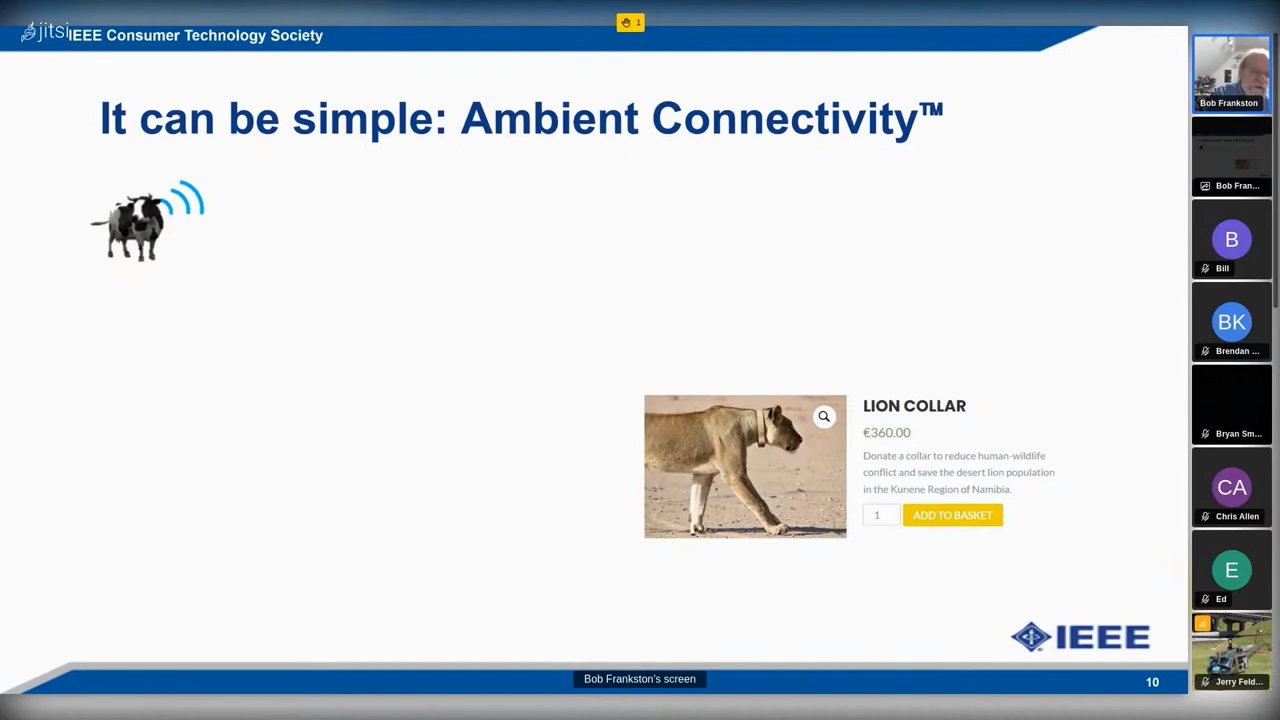 jitsi
1
IEEE Consumer Technology Society
It can be simple: Ambient Connectivity™
LION COLLAR
€360.00
Donate a collar to reduce human-wildlife
conflict and save the desert lion population
in the Kunene Region of Namibia.
1
ADD TO BASKET
IEEE
Bob Frankston's screen
10
Bob Frankston
Bob Fran...
B
Bill
BK
Brendan ...
Bryan Sm...
CA
Chris Allen
E
Ed
Jerry Feld...